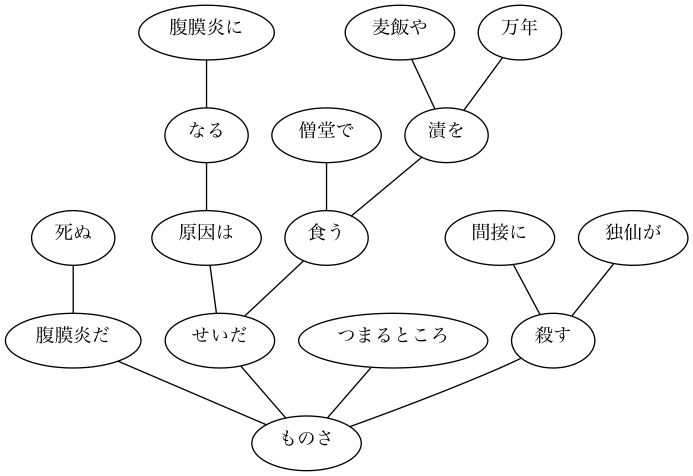 腹膜炎に 麦飯や 万年
なる 僧堂で 漬を
死ぬ 原因は 食う 間接に 独仙が
腹膜炎だ せいだ つまるところ 殺す
ものさ